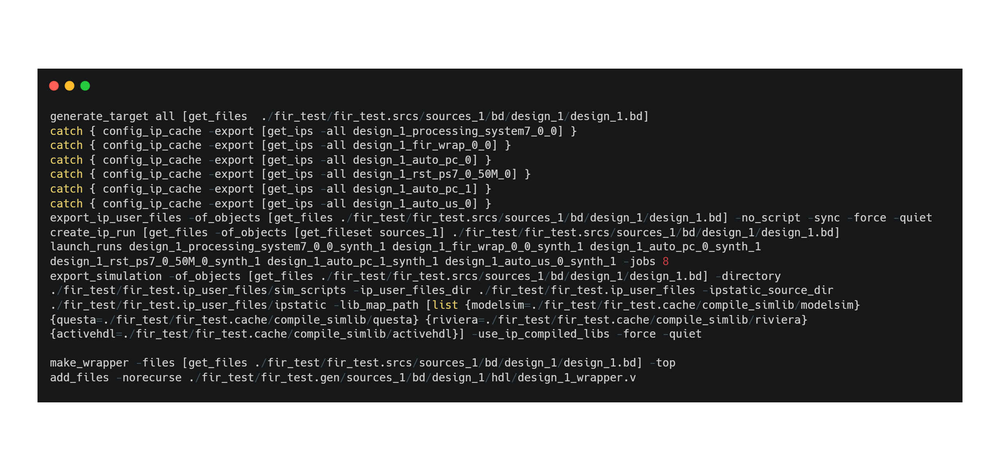 generate_target all [get_files  ./fir_test/fir_test.srcs/sources_1/bd/design_1/design_1.bd]
catch { config_ip_cache -export [get_ips -all design_1_processing_system7_0_0] }
catch { config_ip_cache -export [get_ips -all design_1_fir_wrap_0_0] }
catch { config_ip_cache -export [get_ips -all design_1_auto_pc_0] }
catch { config_ip_cache -export [get_ips -all design_1_rst_ps7_0_50M_0] }
catch { config_ip_cache -export [get_ips -all design_1_auto_pc_1] }
catch { config_ip_cache -export [get_ips -all design_1_auto_us_0] }
export_ip_user_files -of_objects [get_files ./fir_test/fir_test.srcs/sources_1/bd/design_1/design_1.bd] -no_script -sync -force -quiet
create_ip_run [get_files -of_objects [get_fileset sources_1] ./fir_test/fir_test.srcs/sources_1/bd/design_1/design_1.bd]
launch_runs design_1_processing_system7_0_0_synth_1 design_1_fir_wrap_0_0_synth_1 design_1_auto_pc_0_synth_1
design_1_rst_ps7_0_50M_0_synth_1 design_1_auto_pc_1_synth_1 design_1_auto_us_0_synth_1 -jobs 8
export_simulation -of_objects [get_files ./fir_test/fir_test.srcs/sources_1/bd/design_1/design_1.bd] -directory
./fir_test/fir_test.ip_user_files/sim_scripts -ip_user_files_dir ./fir_test/fir_test.ip_user_files -ipstatic_source_dir
./fir_test/fir_test.ip_user_files/ipstatic -lib_map_path [list {modelsim=./fir_test/fir_test.cache/compile_simlib/modelsim}
{questa=./fir_test/fir_test.cache/compile_simlib/questa} {riviera=./fir_test/fir_test.cache/compile_simlib/riviera}
{activehdl=./fir_test/fir_test.cache/compile_simlib/activehdl}] -use_ip_compiled_libs -force -quiet

make_wrapper -files [get_files ./fir_test/fir_test.srcs/sources_1/bd/design_1/design_1.bd] -top
add_files -norecurse ./fir_test/fir_test.gen/sources_1/bd/design_1/hdl/design_1_wrapper.v